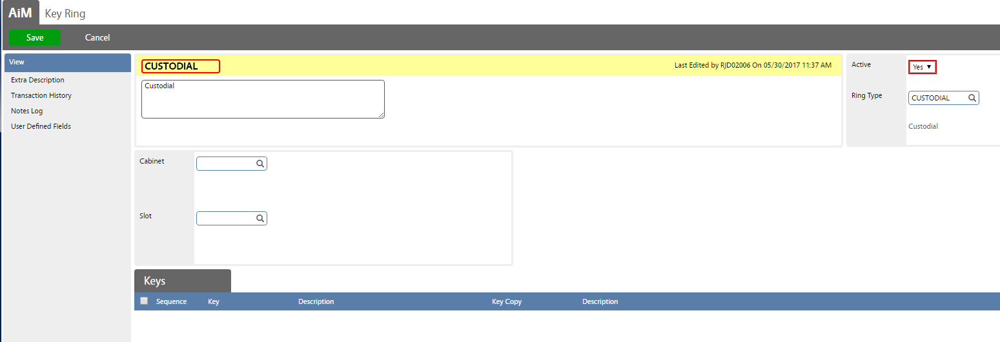 AiM Key Ring
Save Cancel
View
Extra Description
Transaction History
Notes Log
User Defined Fields
CUSTODIAL Last Edited by RJD02006 On 05/30/2017 11:37 AM
Custodial
Active Yes ▼
Ring Type CUSTODIAL
Custodial
Cabinet
Slot
Keys
Sequence Key Description Key Copy Description